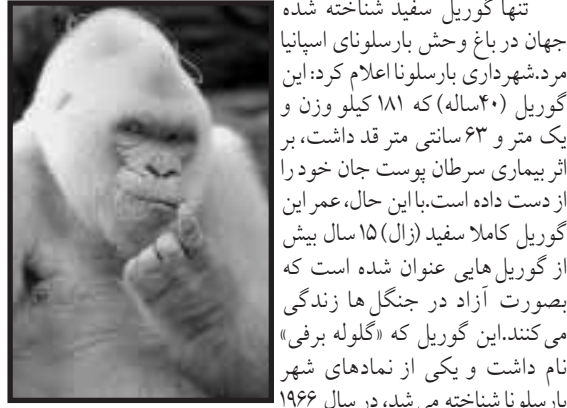 تنها گوریل سفید شناخته شده
جهان در باغ وحش بارسلونای اسپانیا
مرد.شهرداری بارسلونا اعلام کرد: این
گوریل (۴۰ساله) که ۱۸۱ کیلو وزن و
یک متر و ۶۳ سانتی متر قد داشت، بر
اثر بیماری سرطان پوست جان خود را
از دست داده است.با این حال، عمر این
گوریل کاملا سفید (زال) ۱۵ سال بیش
از گوریل هایی عنوان شده است که
بصورت آزاد در جنگل ها زندگی
می کنند.این گوریل که «گلوله برفی»
نام داشت و یکی از نمادهای شهر
بارسلونا شناخته می شد، در سال ۱۹۶۶